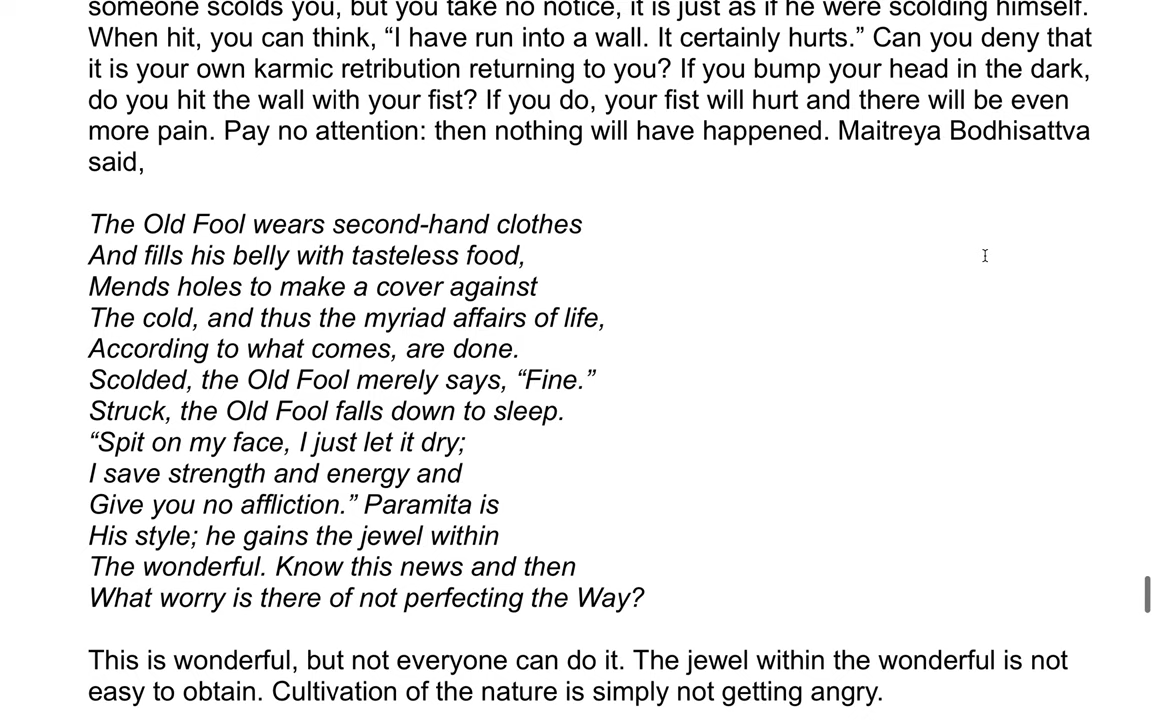 someone scolds you, but you take no notice, it is just as if he were scolding himself.
When hit, you can think, “I have run into a wall. It certainly hurts.” Can you deny that
it is your own karmic retribution returning to you? If you bump your head in the dark,
do you hit the wall with your fist? If you do, your fist will hurt and there will be even
more pain. Pay no attention: then nothing will have happened. Maitreya Bodhisattva
said,
The Old Fool wears second-hand clothes
And fills his belly with tasteless food,
Mends holes to make a cover against
The cold, and thus the myriad affairs of life,
According to what comes, are done.
Scolded, the Old Fool merely says, “Fine.”
Struck, the Old Fool falls down to sleep.
“Spit on my face, I just let it dry;
I save strength and energy and
Give you no affliction.” Paramita is
His style; he gains the jewel within
The wonderful. Know this news and then
What worry is there of not perfecting the Way?
This is wonderful, but not everyone can do it. The jewel within the wonderful is not
easy to obtain. Cultivation of the nature is simply not getting angry.